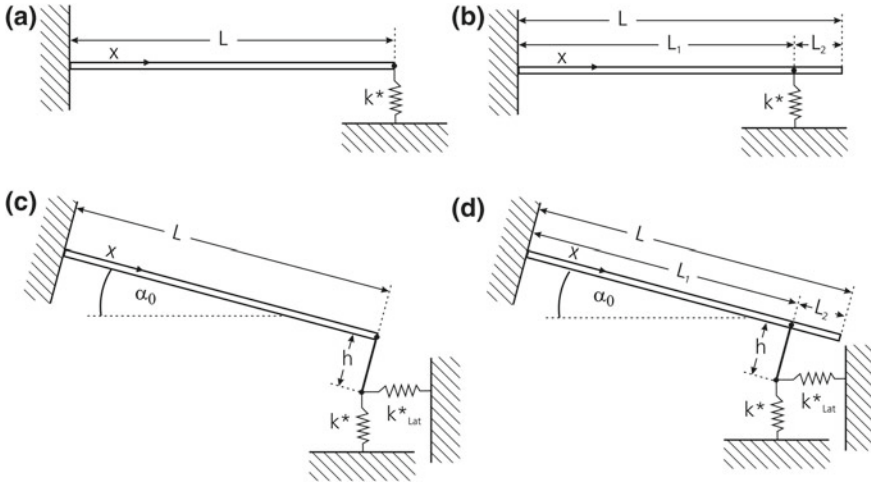 (a)
L
x
k*
(b)
L
L₁
L₂
x
k*
(c)
L
x
α₀
h
k*
k*Lat
(d)
L
x
L₁
L₂
α₀
h
k*
k*Lat